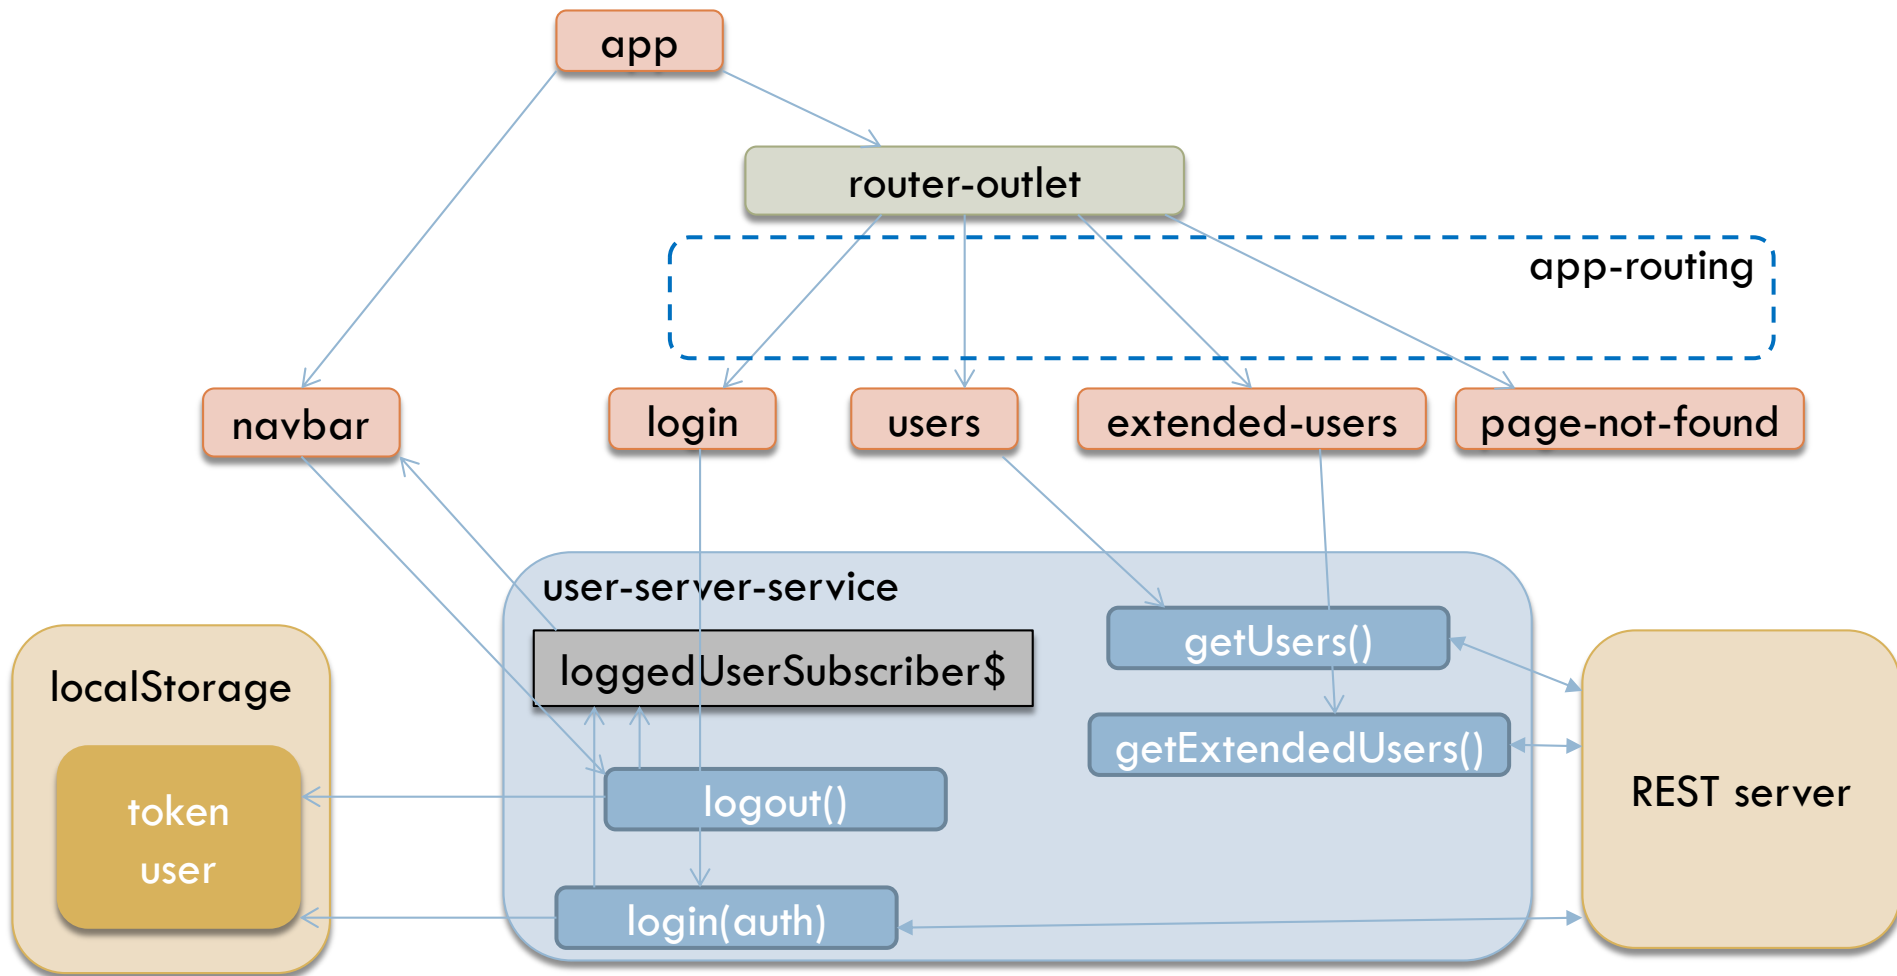 app
router-outlet
app-routing
navbar
login
users
extended-users
page-not-found
user-server-service
getUsers()
loggedUserSubscriber$
localStorage
getExtendedUsers()
REST server
token
logout()
user
login(auth)